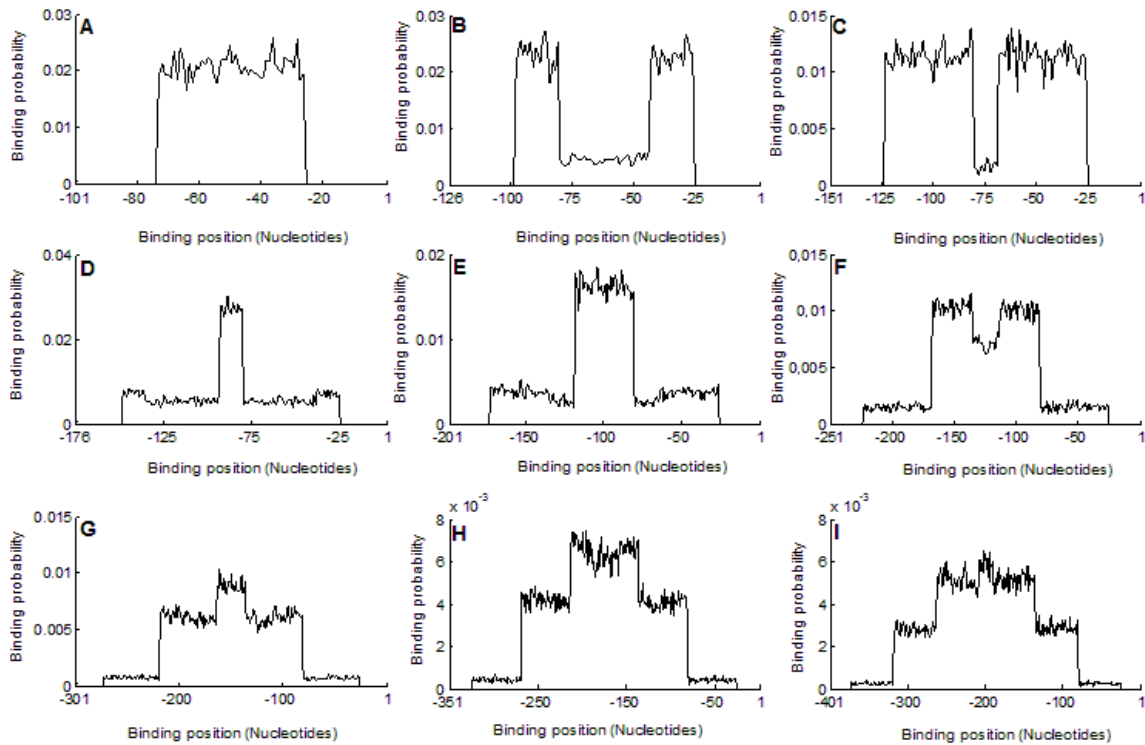 A
Binding probability
0.03
0.02
0.01
0
-101 -80 -60 -40 -20 1
Binding position (Nucleotides)
B
Binding probability
0.03
0.02
0.01
0
-126 -100 -75 -50 -25 1
Binding position (Nucleotides)
C
Binding probability
0.015
0.01
0.005
0
-151 -125 -100 -75 -50 -25 1
Binding position (Nucleotides)
D
Binding probability
0.04
0.03
0.02
0.01
0
-176 -125 -75 -25 1
Binding position (Nucleotides)
E
Binding probability
0.02
0.01
0
-201 -150 -100 -50 1
Binding position (Nucleotides)
F
Binding probability
0,015
0,01
0,005
0
-251 -200 -150 -100 -50 1
Binding position (Nucleotides)
G
Binding probability
0.015
0.01
0.005
0
-301 -200 -100 1
Binding position (Nucleotides)
H
Binding probability
x 10⁻³
8
6
4
2
0
-351 -250 -150 -50 1
Binding position (Nucleotides)
I
Binding probability
x 10⁻³
8
6
4
2
0
-401 -300 -200 -100 1
Binding position (Nucleotides)